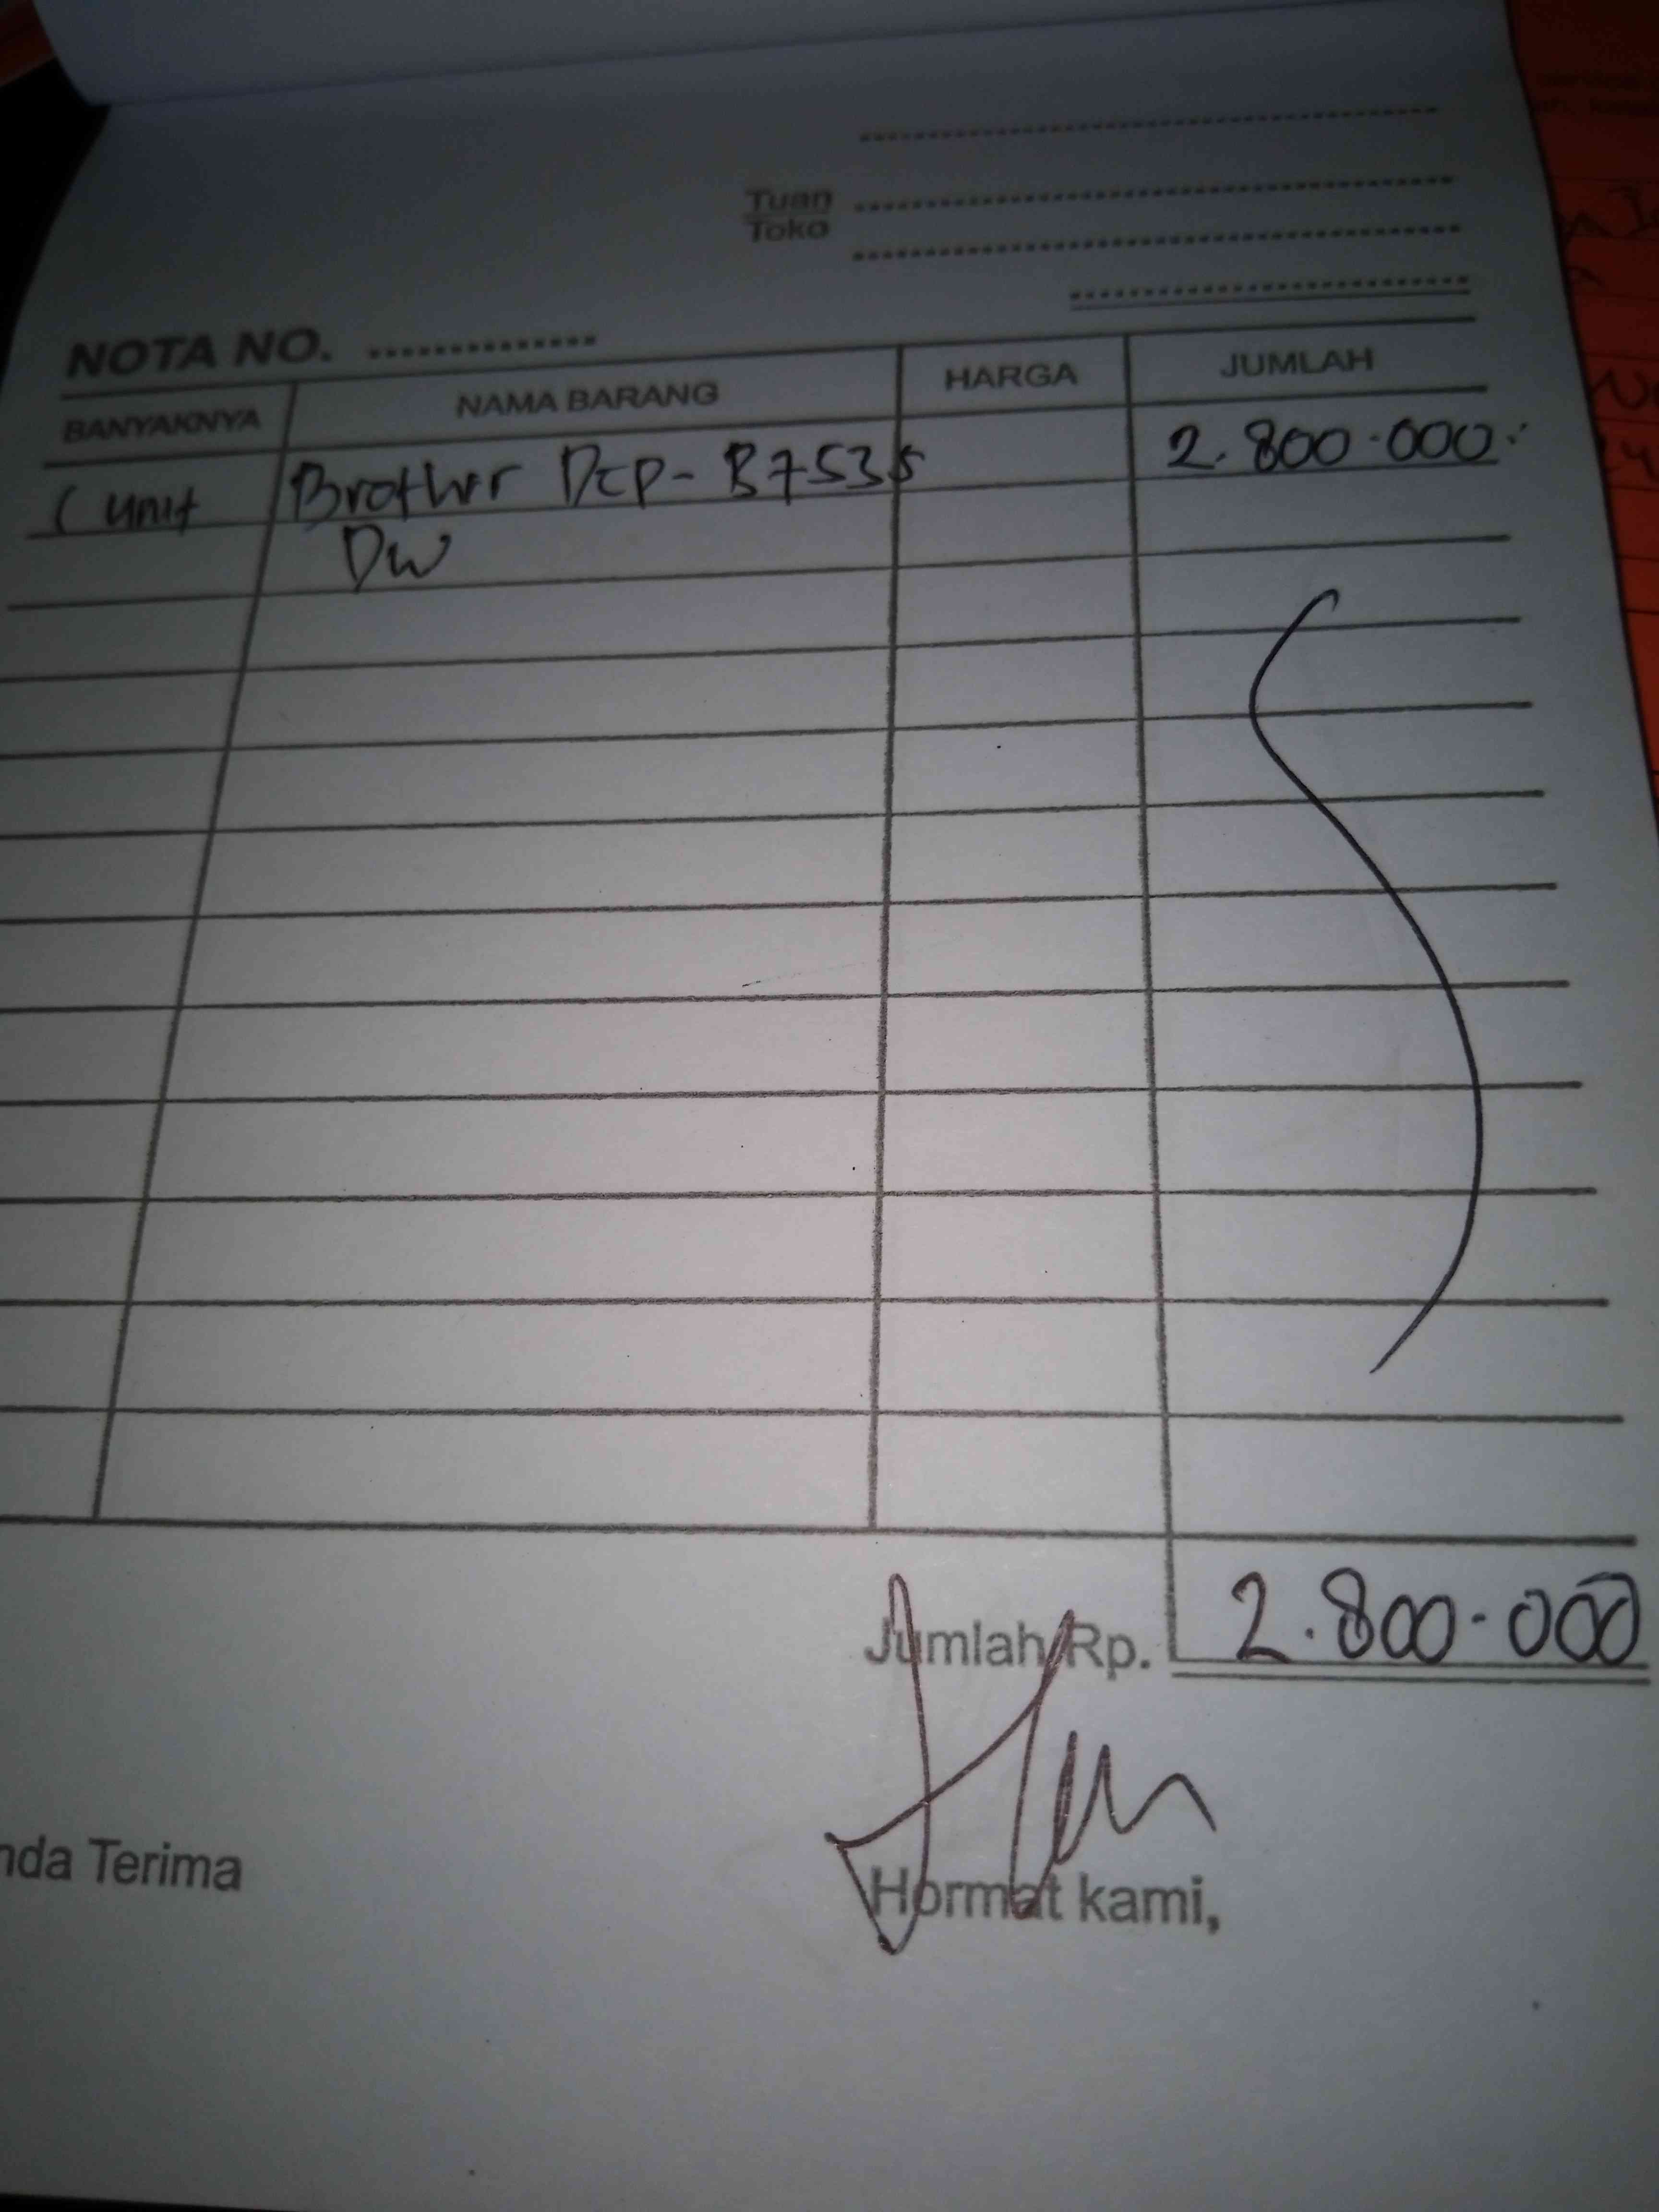 Tuan
Toko
NOTA NO.
BANYAKNYA NAMA BARANG HARGA JUMLAH
1 unit Brother DCP-B7535 2.800.000.
DW
Jumlah Rp. 2.800.000
nda Terima
Hormat kami,